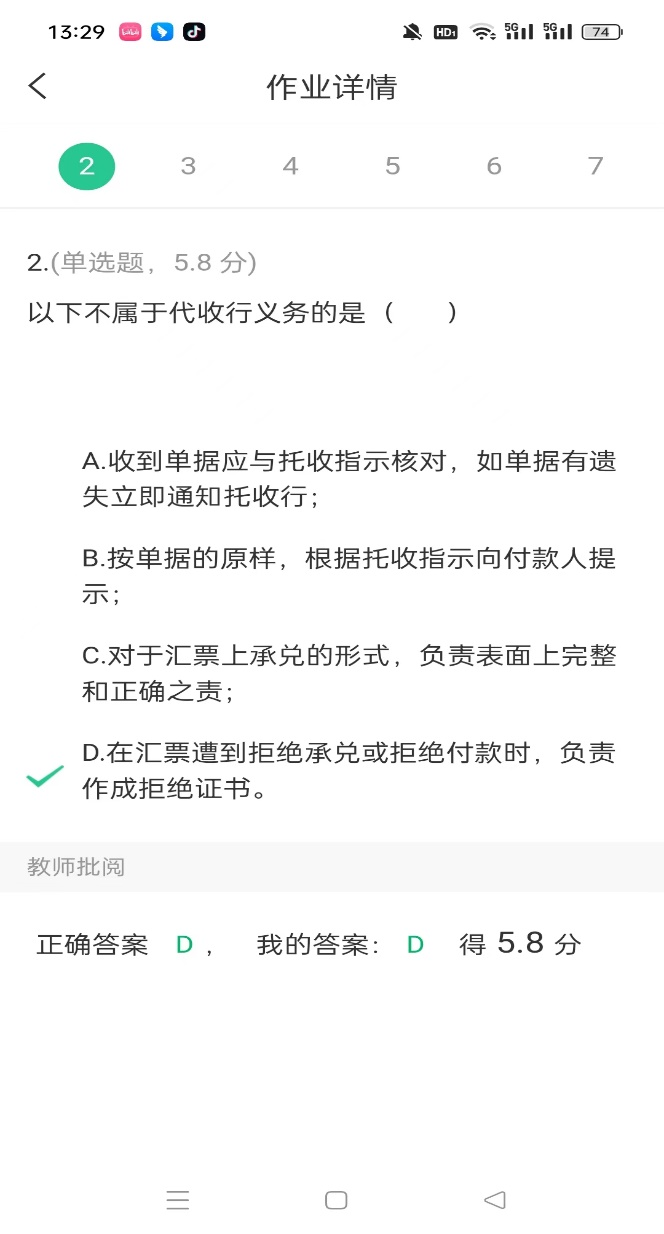 13:29 LaLa HD1 5G 5G 74
作业详情
2 3 4 5 6 7
2.(单选题，5.8 分)
以下不属于代收行义务的是（　　）
A.收到单据应与托收指示核对，如单据有遗
失立即通知托收行；
B.按单据的原样，根据托收指示向付款人提
示；
C.对于汇票上承兑的形式，负责表面上完整
和正确之责；
D.在汇票遭到拒绝承兑或拒绝付款时，负责
作成拒绝证书。
教师批阅
正确答案 D ， 我的答案： D 得 5.8 分